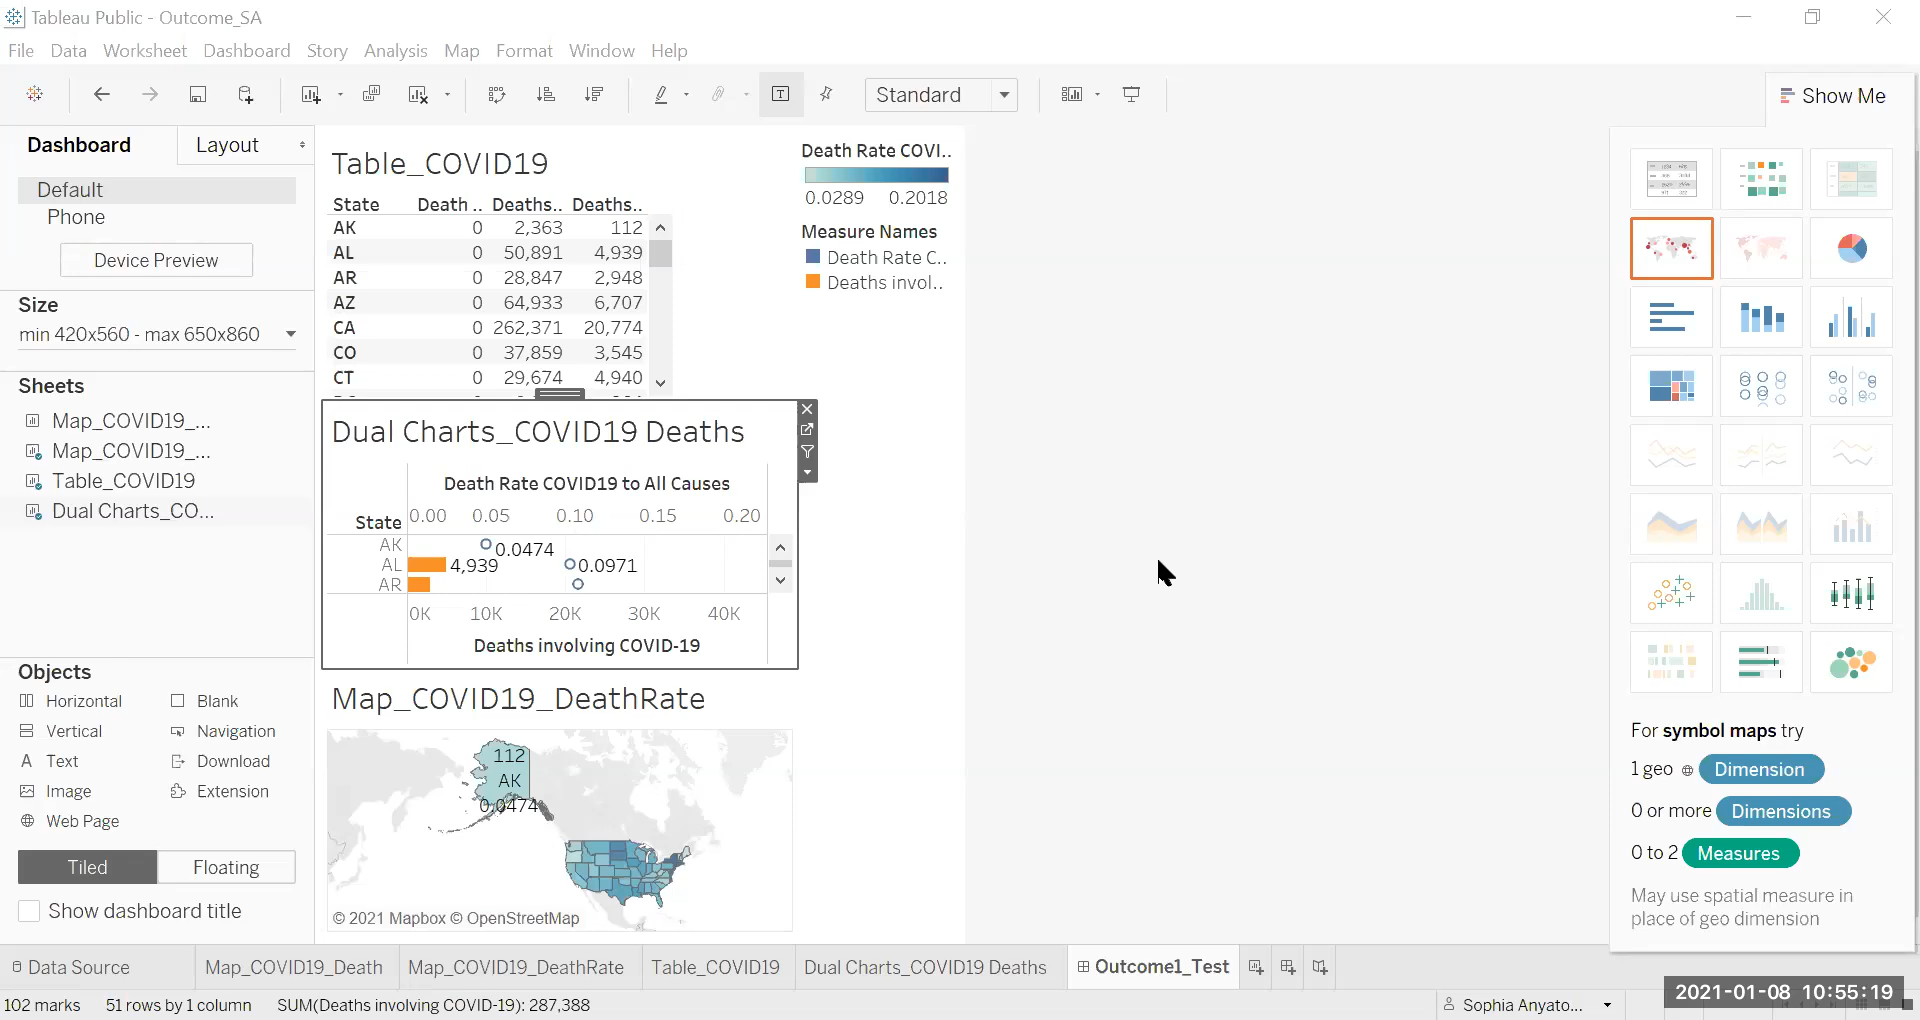 Tableau Public - Outcome_SA
File Data Worksheet Dashboard Story Analysis Map Format Window Help
Standard
Show Me
Dashboard Layout
Default
Phone
Device Preview
Size
min 420x560 - max 650x860
Sheets
Map_COVID19_...
Map_COVID19_...
Table_COVID19
Dual Charts_CO...
Objects
Horizontal Blank
Vertical Navigation
A Text Download
Image Extension
Web Page
Tiled Floating
Show dashboard title
Table_COVID19
State Death .. Deaths.. Deaths..
AK 0 2,363 112
AL 0 50,891 4,939
AR 0 28,847 2,948
AZ 0 64,933 6,707
CA 0 262,371 20,774
CO 0 37,859 3,545
CT 0 29,674 4,940
Death Rate COVI..
0.0289 0.2018
Measure Names
Death Rate C..
Deaths invol..
Dual Charts_COVID19 Deaths
Death Rate COVID19 to All Causes
State 0.00 0.05 0.10 0.15 0.20
AK 0.0474
AL 4,939 0.0971
AR
0K 10K 20K 30K 40K
Deaths involving COVID-19
Map_COVID19_DeathRate
112
AK
0.0474
© 2021 Mapbox © OpenStreetMap
For symbol maps try
1 geo Dimension
0 or more Dimensions
0 to 2 Measures
May use spatial measure in
place of geo dimension
Data Source Map_COVID19_Death Map_COVID19_DeathRate Table_COVID19 Dual Charts_COVID19 Deaths Outcome1_Test
102 marks 51 rows by 1 column SUM(Deaths involving COVID-19): 287,388
Sophia Anyato...
2021-01-08 10:55:19